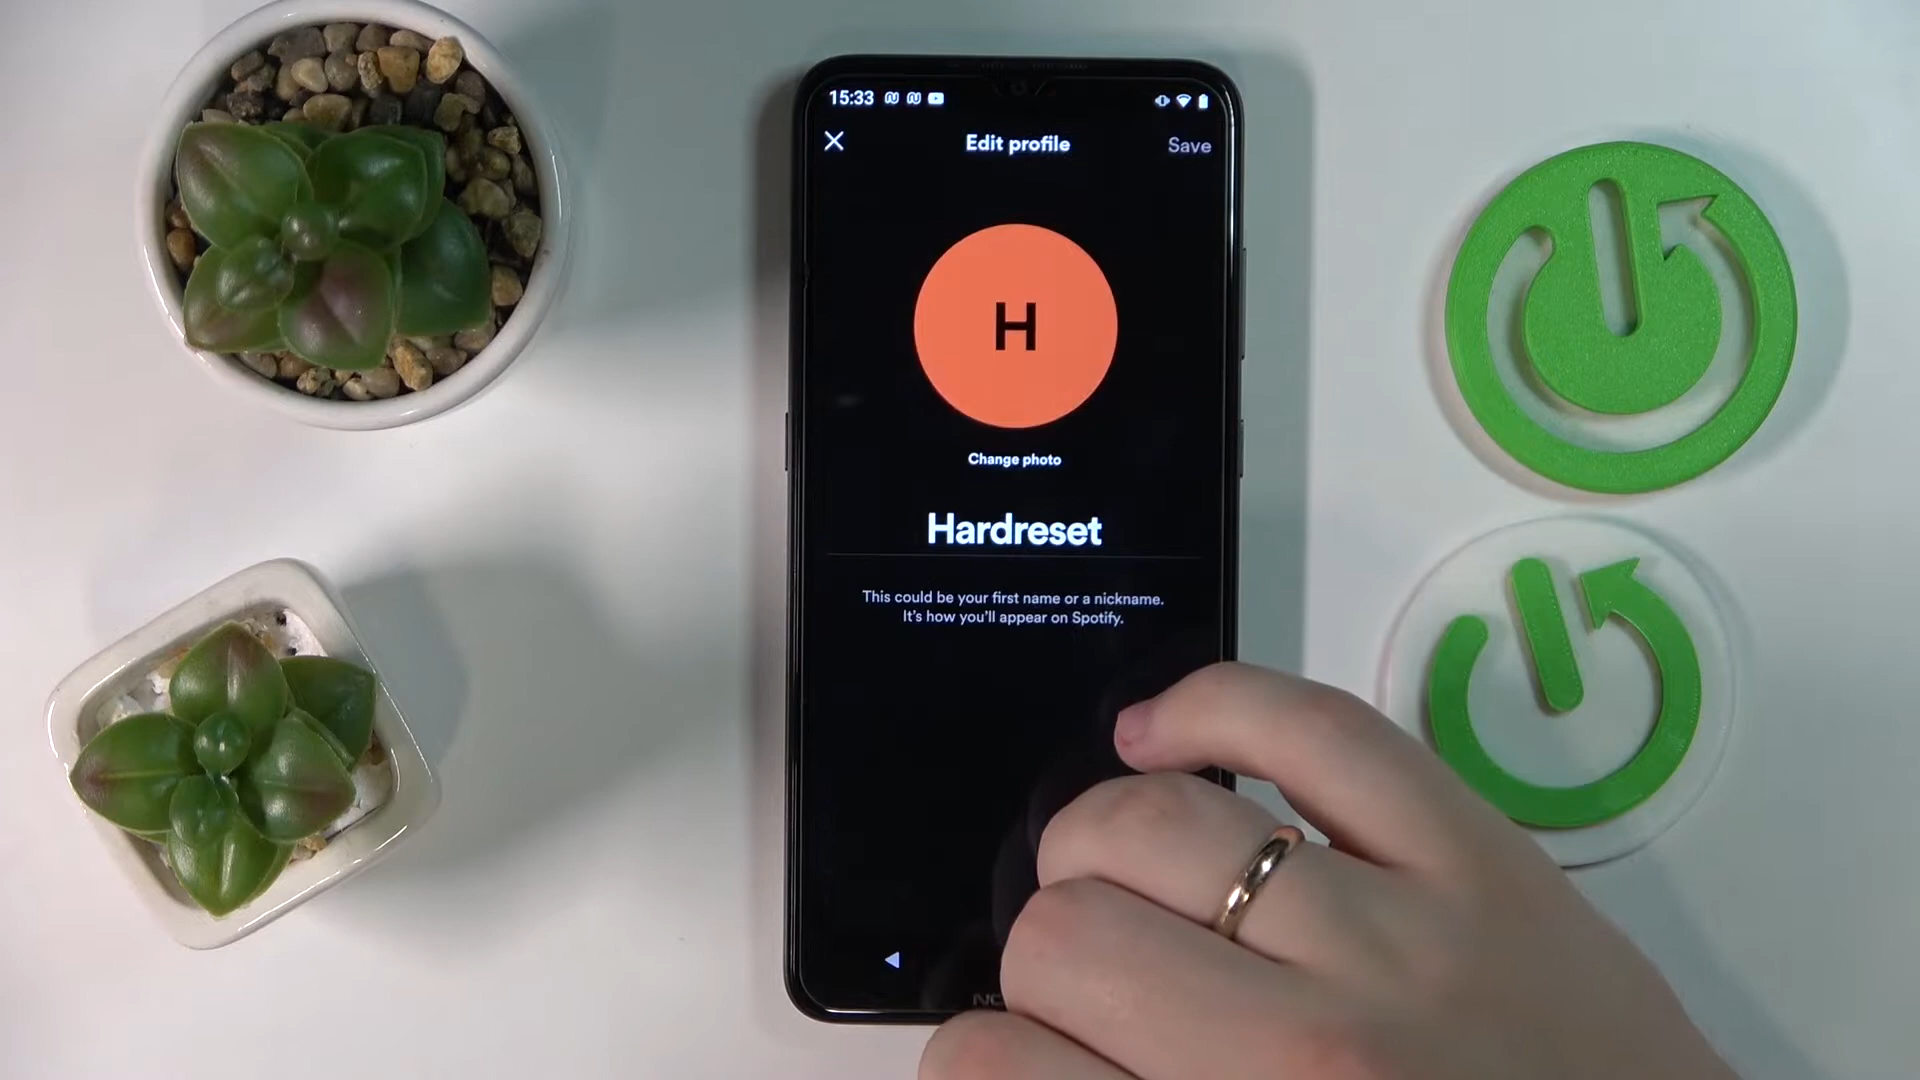 15:33
Edit profile
Save
H
Change photo
Hardreset
This could be your first name or a nickname.
It's how you'll appear on Spotify.